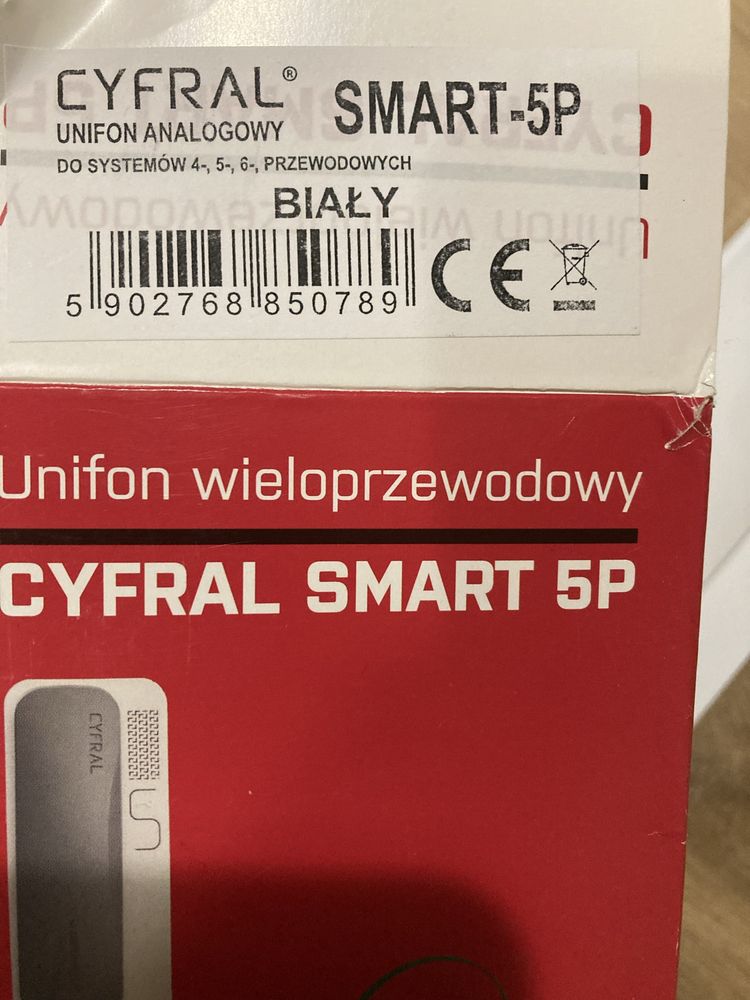 CYFRAL® SMART-5P
UNIFON ANALOGOWY
DO SYSTEMÓW 4-, 5-, 6-, PRZEWODOWYCH
BIAŁY
5 902768 850789
CE
Unifon wieloprzewodowy
CYFRAL SMART 5P
CYFRAL